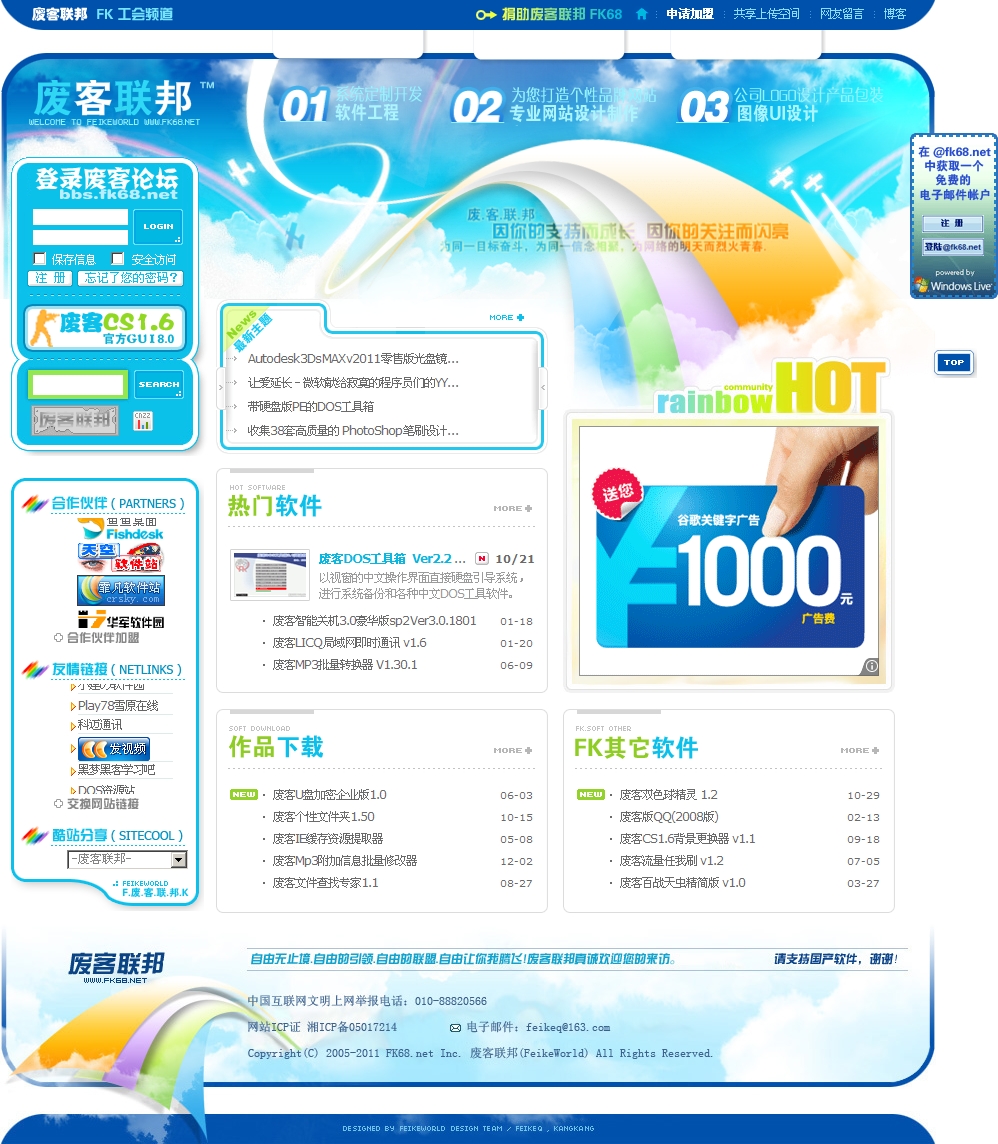 废客联邦 FK 工会频道
捐助废客联邦 FK68
申请加盟 共享上传空间 网友留言 博客
废客联邦™
WELCOME TO FEIKEWORLD WWW.FK68.NET
01 系统定制开发
软件工程
02 为您打造个性品牌网站
专业网站设计制作
03 公司LOGO设计产品包装
图像UI设计
在 @fk68.net
中获取一个
免费的
电子邮件帐户
注 册
登陆@fk68.net
powered by
Windows Live™
TOP
登录废客论坛
bbs.fk68.net
LOGIN
保存信息 安全访问
注 册 忘记了您的密码?
废客CS1.6
官方GUI8.0
SEARCH
废客联邦
CNZZ
废.客.联.邦
因你的支持而成长 因你的关注而闪亮
为同一目标奋斗，为同一信念相聚，为网络的明天而烈火青春.
News
最新主题
MORE
Autodesk3DsMAXv2011零售版光盘镜...
让爱延长 - 微软献给寂寞的程序员们的YY...
带硬盘版PE的DOS工具箱
收集38套高质量的 PhotoShop笔刷设计...
community
rainbow HOT
送您
谷歌关键字广告
¥1000元
广告费
HOT SOFTWARE
热门软件
MORE
废客DOS工具箱 Ver2.2... N 10/21
以视窗的中文操作界面直接硬盘引导系统，
进行系统备份和各种中文DOS工具软件。
废客智能关机3.0豪华版sp2Ver3.0.1801 01-18
废客LICQ局域网即时通讯 v1.6 01-20
废客MP3批量转换器 V1.30.1 06-09
合作伙伴 ( PARTNERS )
鱼鱼桌面
Fishdesk
天空
软件站
霏凡软件站
crsky.com
华军软件园
合作伙伴加盟
友情链接 ( NETLINKS )
Play78雪原在线
科迈通讯
发视频
黑梦黑客学习吧
DOS资源站
交换网站链接
酷站分享 ( SITECOOL )
-废客联邦-
FEIKEWORLD
F.废.客.联.邦.K
SOFT DOWNLOAD
作品下载
MORE
NEW 废客U盘加密企业版1.0 06-03
废客个性文件夹1.50 10-15
废客IE缓存资源提取器 05-08
废客Mp3附加信息批量修改器 12-02
废客文件查找专家1.1 08-27
FK.SOFT OTHER
FK其它软件
MORE
NEW 废客双色球精灵 1.2 10-29
废客版QQ(2008版) 02-13
废客CS1.6背景更换器 v1.1 09-18
废客流量任我刷 v1.2 07-05
废客百战天虫精简版 v1.0 03-27
废客联邦
WWW.FK68.NET
自由无止境.自由的引领.自由的联盟.自由让你我腾飞!废客联邦真诚欢迎您的来访。
请支持国产软件，谢谢!
中国互联网文明上网举报电话: 010-88820566
网站ICP证 湘ICP备05017214 电子邮件: feikeq@163.com
Copyright(C) 2005-2011 FK68.net Inc. 废客联邦(FeikeWorld) All Rights Reserved.
DESIGNED BY FEIKEWORLD DESIGN TEAM / FEIKEQ , KANGKANG